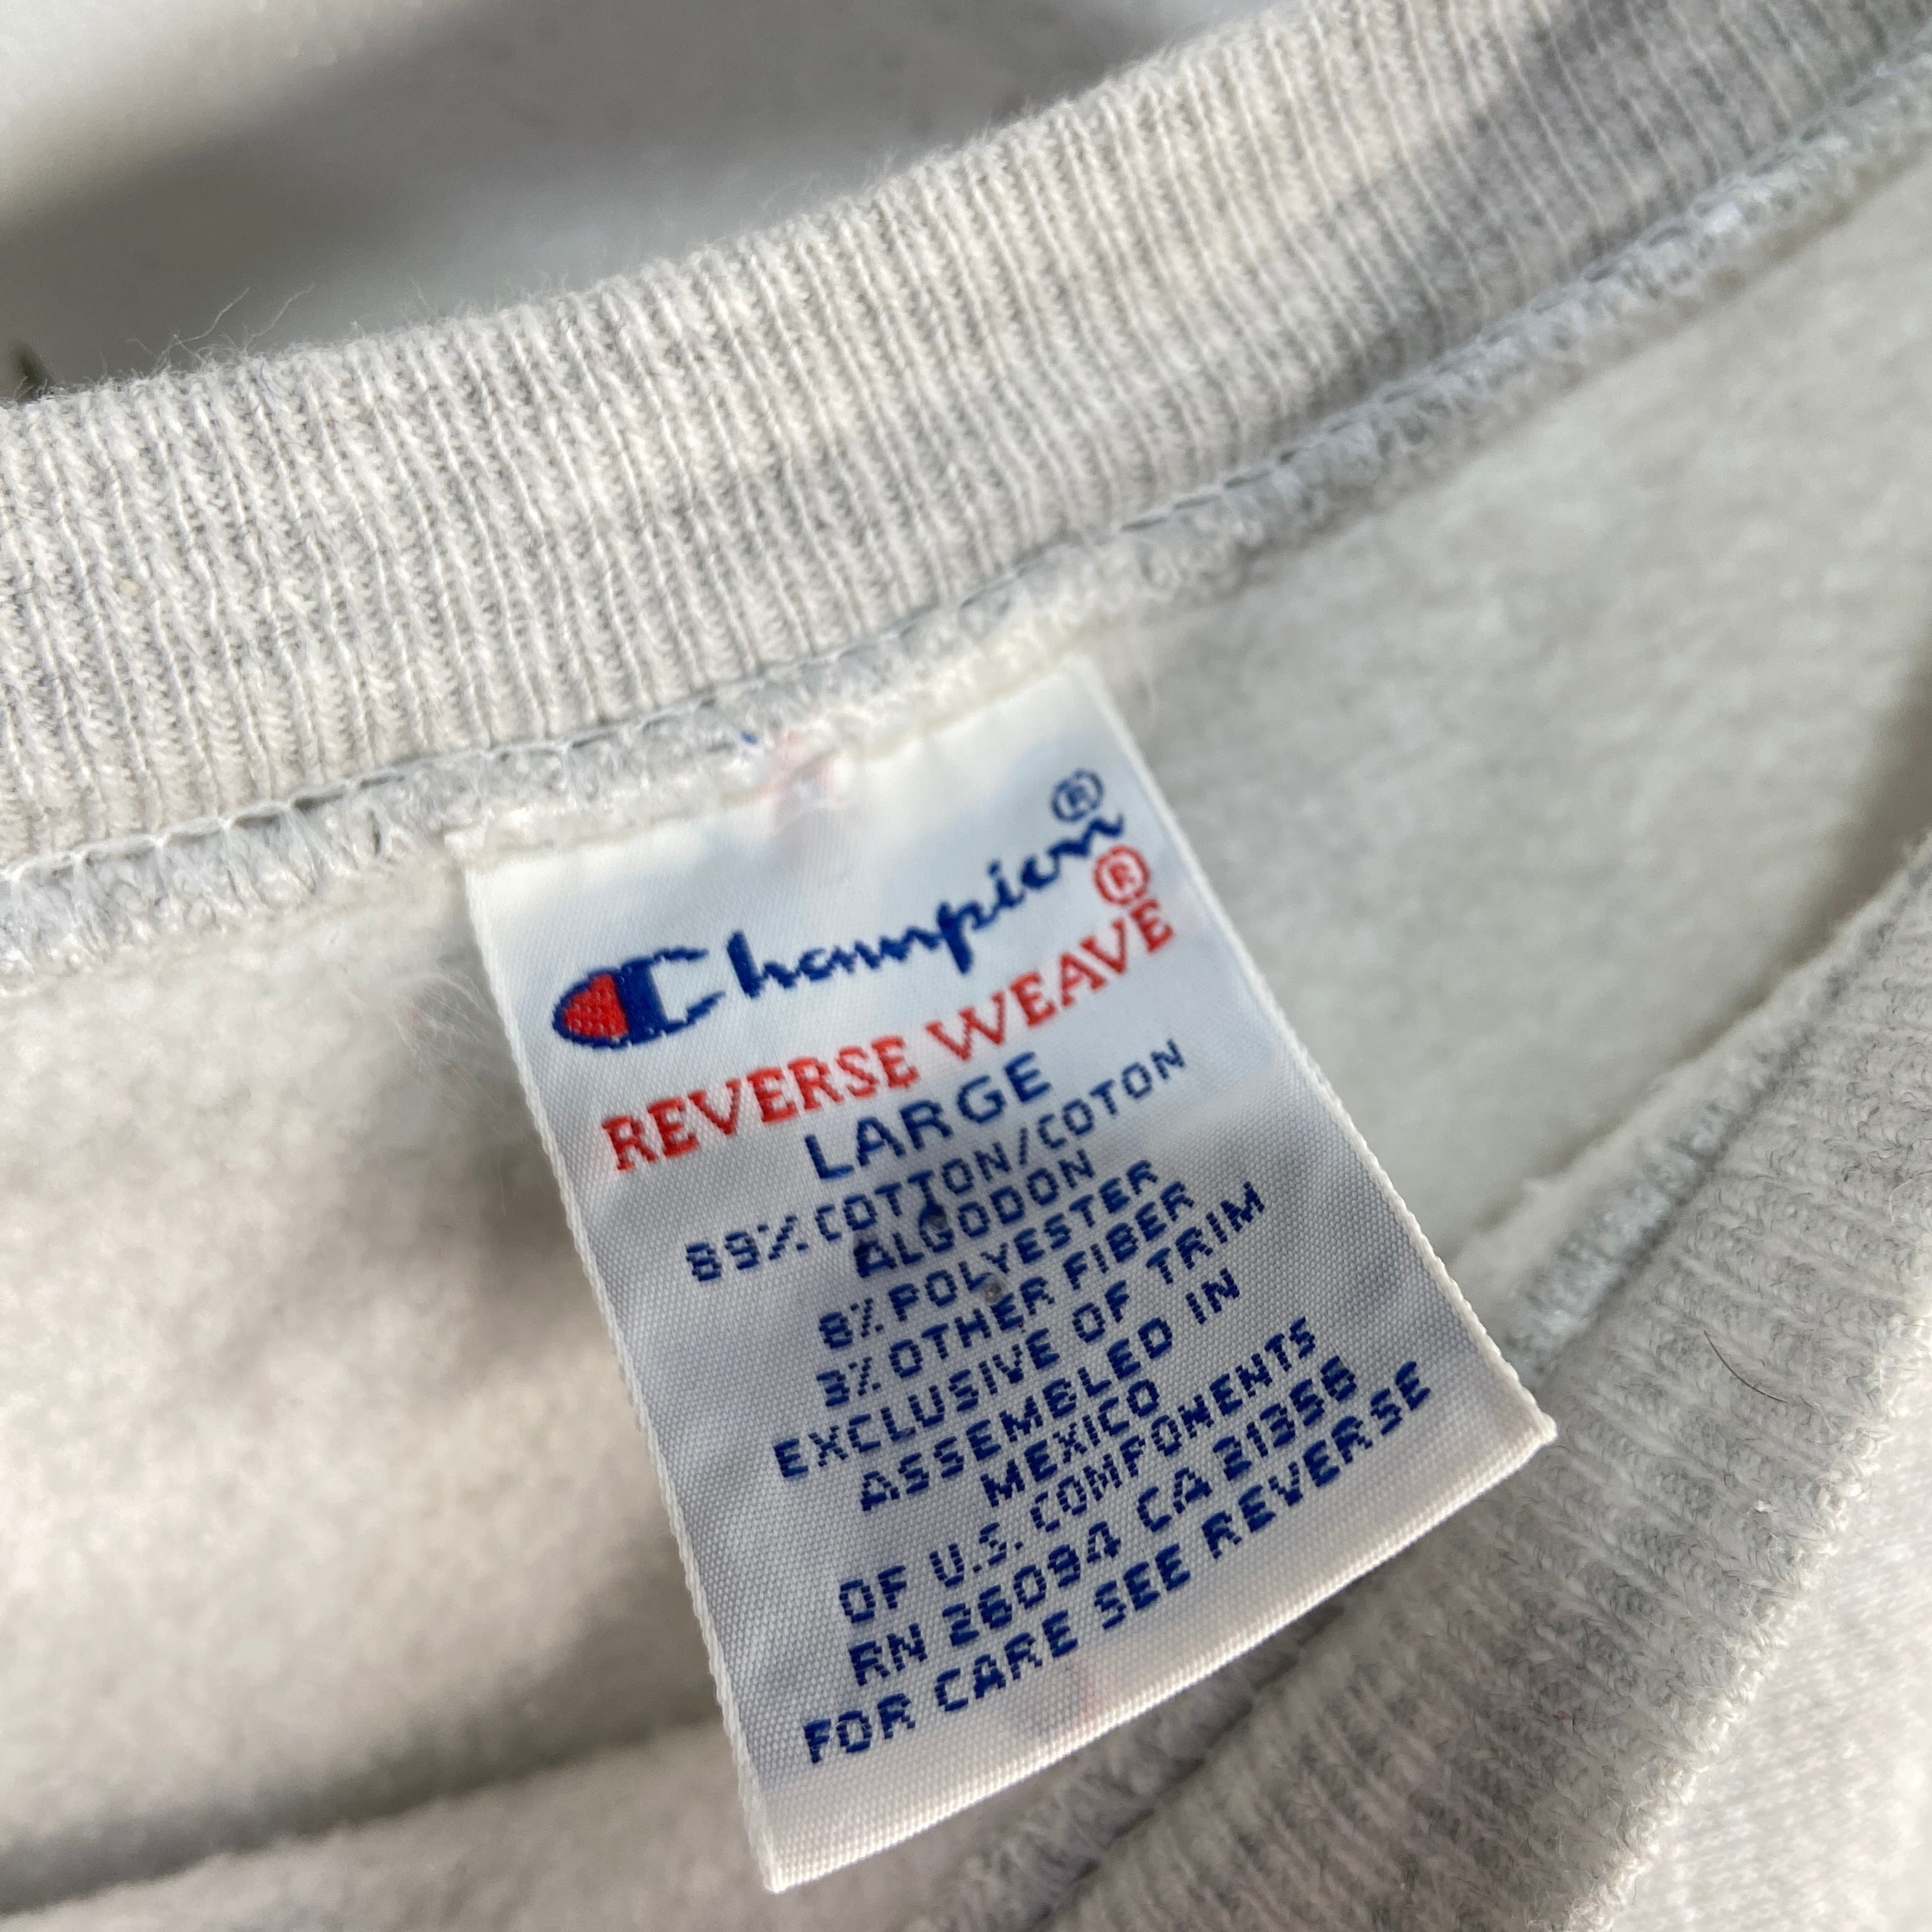 Champion®
REVERSE WEAVE®
LARGE
89% COTTON/COTON
ALGODON
8% POLYESTER
3% OTHER FIBER
EXCLUSIVE OF TRIM
ASSEMBLED IN
MEXICO
OF U.S. COMPONENTS
RN 26094 CA 21356
FOR CARE SEE REVERSE